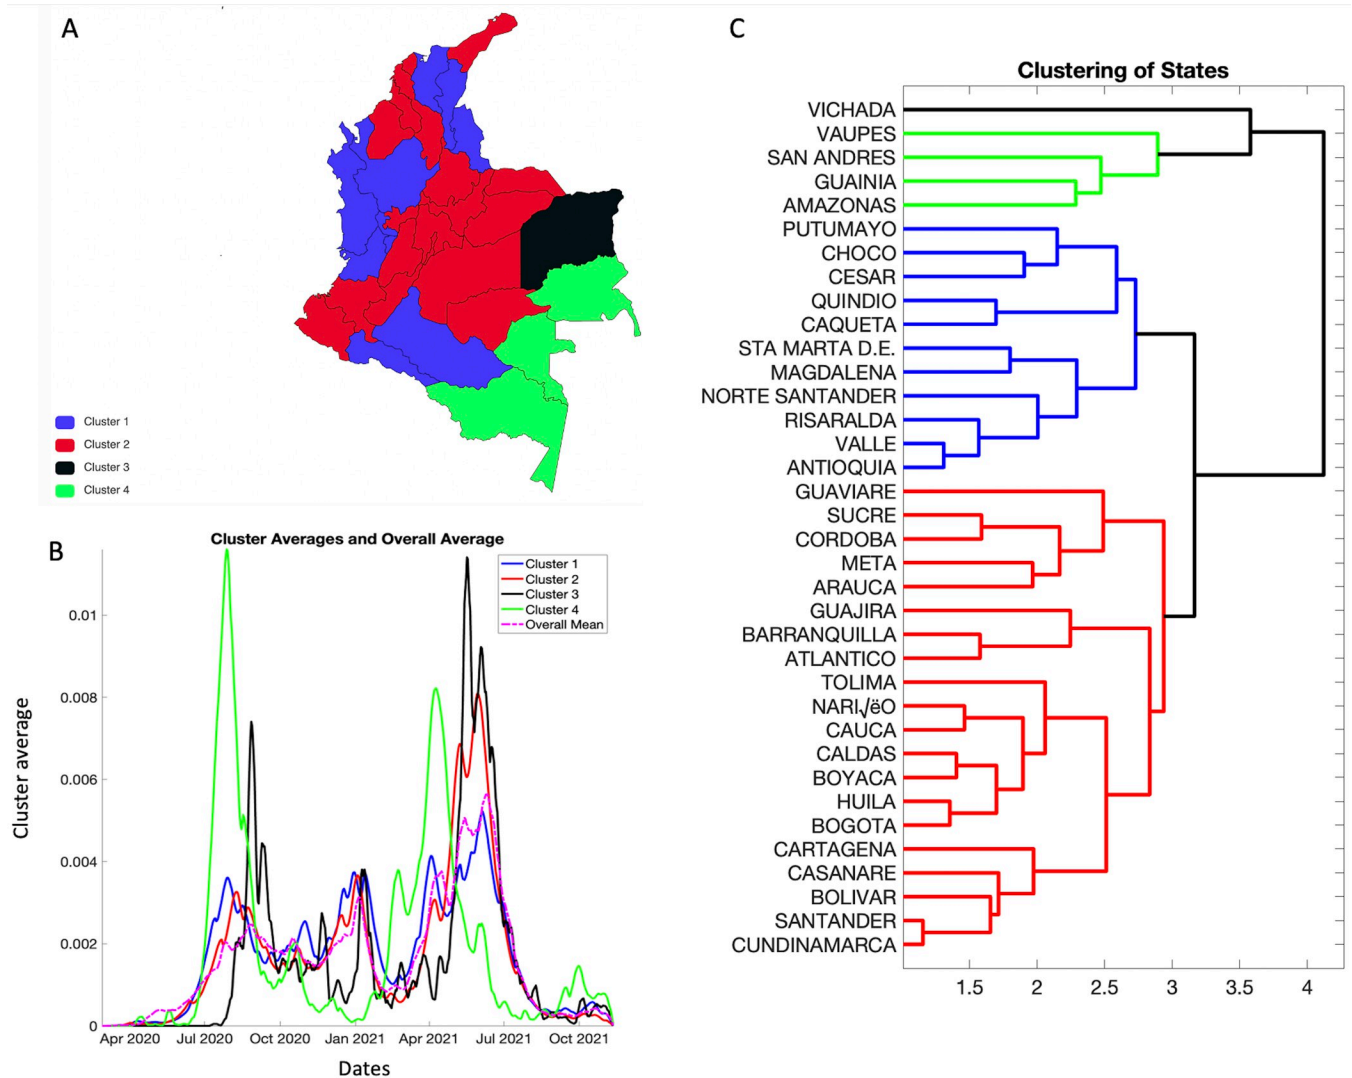 A
Cluster 1
Cluster 2
Cluster 3
Cluster 4
B
Cluster Averages and Overall Average
Cluster 1
Cluster 2
Cluster 3
Cluster 4
Overall Mean
Cluster average
0.01
0.008
0.006
0.004
0.002
0
Apr 2020 Jul 2020 Oct 2020 Jan 2021 Apr 2021 Jul 2021 Oct 2021
Dates
C
Clustering of States
VICHADA
VAUPES
SAN ANDRES
GUAINIA
AMAZONAS
PUTUMAYO
CHOCO
CESAR
QUINDIO
CAQUETA
STA MARTA D.E.
MAGDALENA
NORTE SANTANDER
RISARALDA
VALLE
ANTIOQUIA
GUAVIARE
SUCRE
CORDOBA
META
ARAUCA
GUAJIRA
BARRANQUILLA
ATLANTICO
TOLIMA
NARI√ëO
CAUCA
CALDAS
BOYACA
HUILA
BOGOTA
CARTAGENA
CASANARE
BOLIVAR
SANTANDER
CUNDINAMARCA
1.5 2 2.5 3 3.5 4